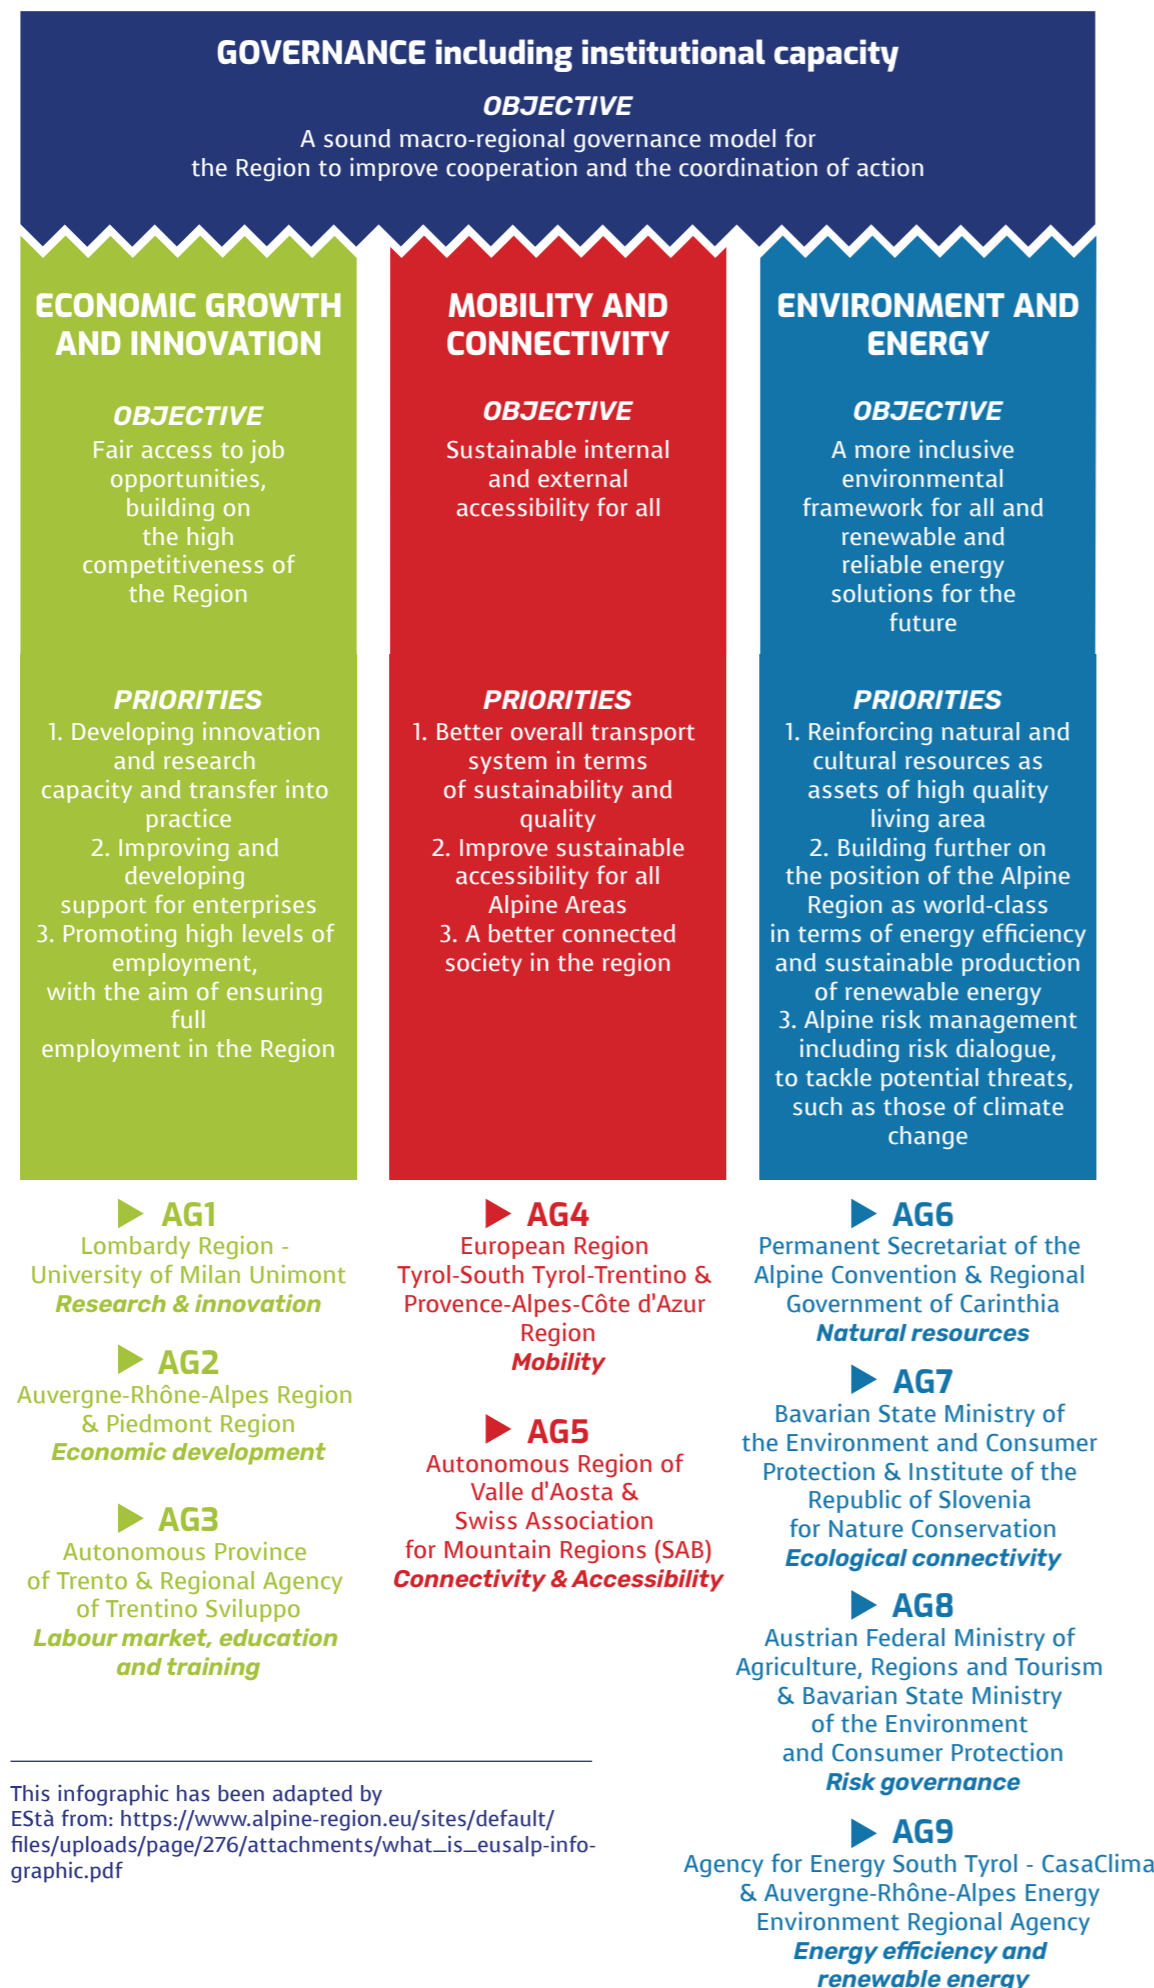 GOVERNANCE including institutional capacity
OBJECTIVE
A sound macro-regional governance model for
the Region to improve cooperation and the coordination of action
ECONOMIC GROWTH
AND INNOVATION
OBJECTIVE
Fair access to job
opportunities,
building on
the high
competitiveness of
the Region
PRIORITIES
1. Developing innovation
and research
capacity and transfer into
practice
2. Improving and
developing
support for enterprises
3. Promoting high levels of
employment,
with the aim of ensuring
full
employment in the Region
AG1
Lombardy Region -
University of Milan Unimont
Research & innovation
AG2
Auvergne-Rhône-Alpes Region
& Piedmont Region
Economic development
AG3
Autonomous Province
of Trento & Regional Agency
of Trentino Sviluppo
Labour market, education
and training
MOBILITY AND
CONNECTIVITY
OBJECTIVE
Sustainable internal
and external
accessibility for all
PRIORITIES
1. Better overall transport
system in terms
of sustainability and
quality
2. Improve sustainable
accessibility for all
Alpine Areas
3. A better connected
society in the region
AG4
European Region
Tyrol-South Tyrol-Trentino &
Provence-Alpes-Côte d'Azur
Region
Mobility
AG5
Autonomous Region of
Valle d'Aosta &
Swiss Association
for Mountain Regions (SAB)
Connectivity & Accessibility
ENVIRONMENT AND
ENERGY
OBJECTIVE
A more inclusive
environmental
framework for all and
renewable and
reliable energy
solutions for the
future
PRIORITIES
1. Reinforcing natural and
cultural resources as
assets of high quality
living area
2. Building further on
the position of the Alpine
Region as world-class
in terms of energy efficiency
and sustainable production
of renewable energy
3. Alpine risk management
including risk dialogue,
to tackle potential threats,
such as those of climate
change
AG6
Permanent Secretariat of the
Alpine Convention & Regional
Government of Carinthia
Natural resources
AG7
Bavarian State Ministry of
the Environment and Consumer
Protection & Institute of the
Republic of Slovenia
for Nature Conservation
Ecological connectivity
AG8
Austrian Federal Ministry of
Agriculture, Regions and Tourism
& Bavarian State Ministry
of the Environment
and Consumer Protection
Risk governance
AG9
Agency for Energy South Tyrol - CasaClima
& Auvergne-Rhône-Alpes Energy
Environment Regional Agency
Energy efficiency and
renewable energy
This infographic has been adapted by
EStà from: https://www.alpine-region.eu/sites/default/
files/uploads/page/276/attachments/what_is_eusalp-info-
graphic.pdf